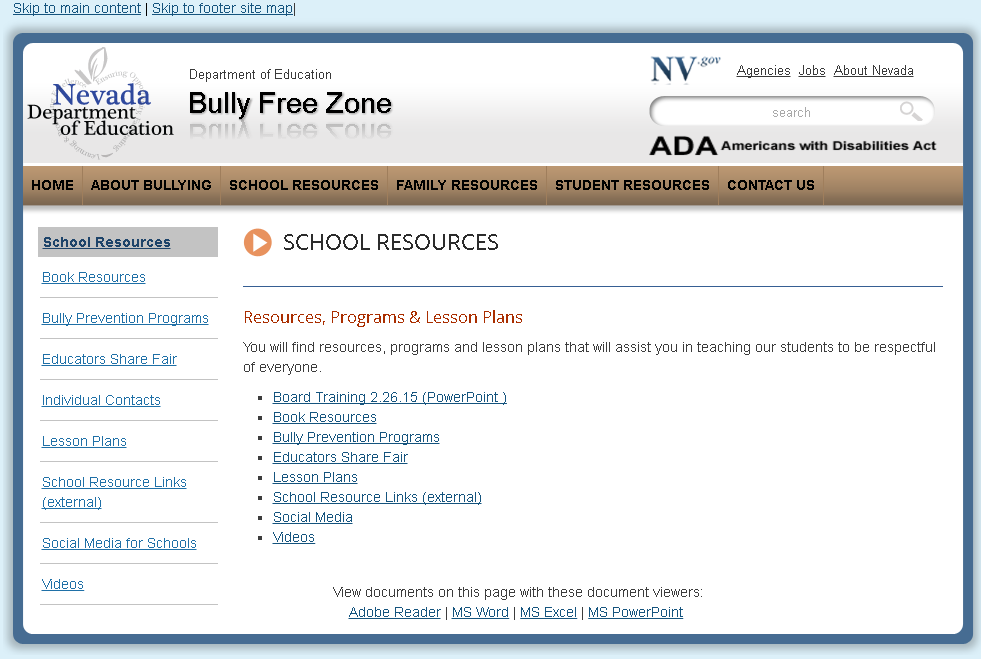 Skip to main content | Skip to footer site map|
Nevada
Department
of Education
Department of Education
Bully Free Zone
NV.gov
Agencies Jobs About Nevada
search
ADA Americans with Disabilities Act
HOME ABOUT BULLYING SCHOOL RESOURCES FAMILY RESOURCES STUDENT RESOURCES CONTACT US
School Resources
Book Resources
Bully Prevention Programs
Educators Share Fair
Individual Contacts
Lesson Plans
School Resource Links
(external)
Social Media for Schools
Videos
SCHOOL RESOURCES
Resources, Programs & Lesson Plans
You will find resources, programs and lesson plans that will assist you in teaching our students to be respectful
of everyone.
Board Training 2.26.15 (PowerPoint )
Book Resources
Bully Prevention Programs
Educators Share Fair
Lesson Plans
School Resource Links (external)
Social Media
Videos
View documents on this page with these document viewers:
Adobe Reader | MS Word | MS Excel | MS PowerPoint